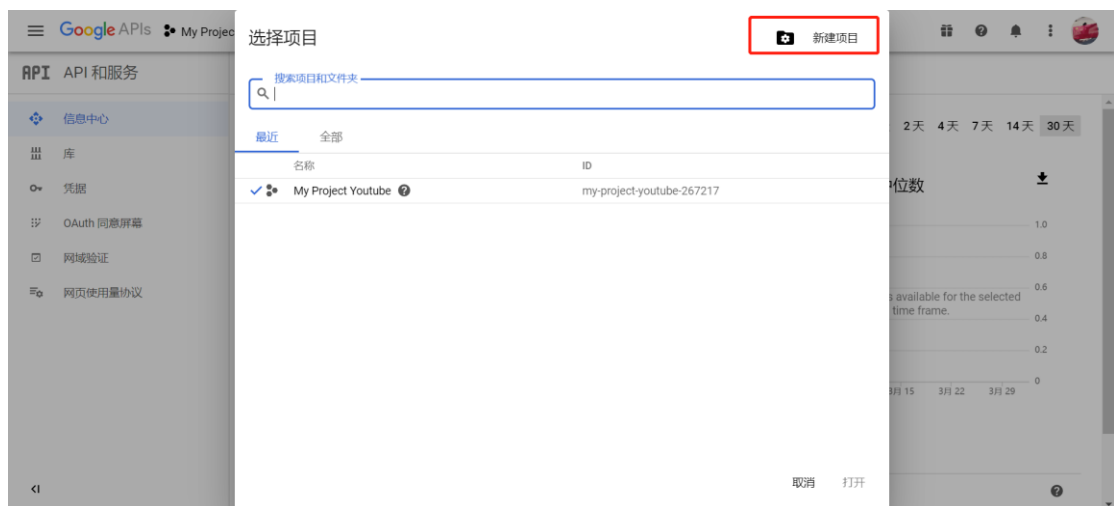 Google APIs My Projec
选择项目
新建项目
API API 和服务
搜索项目和文件夹
信息中心
库
凭据
OAuth 同意屏幕
网域验证
网页使用量协议
最近 全部
名称 ID
My Project Youtube my-project-youtube-267217
取消 打开
2天 4天 7天 14天 30天
位数
1.0
0.8
0.6
available for the selected
time frame.
0.4
0.2
0
3月 15 3月 22 3月 29